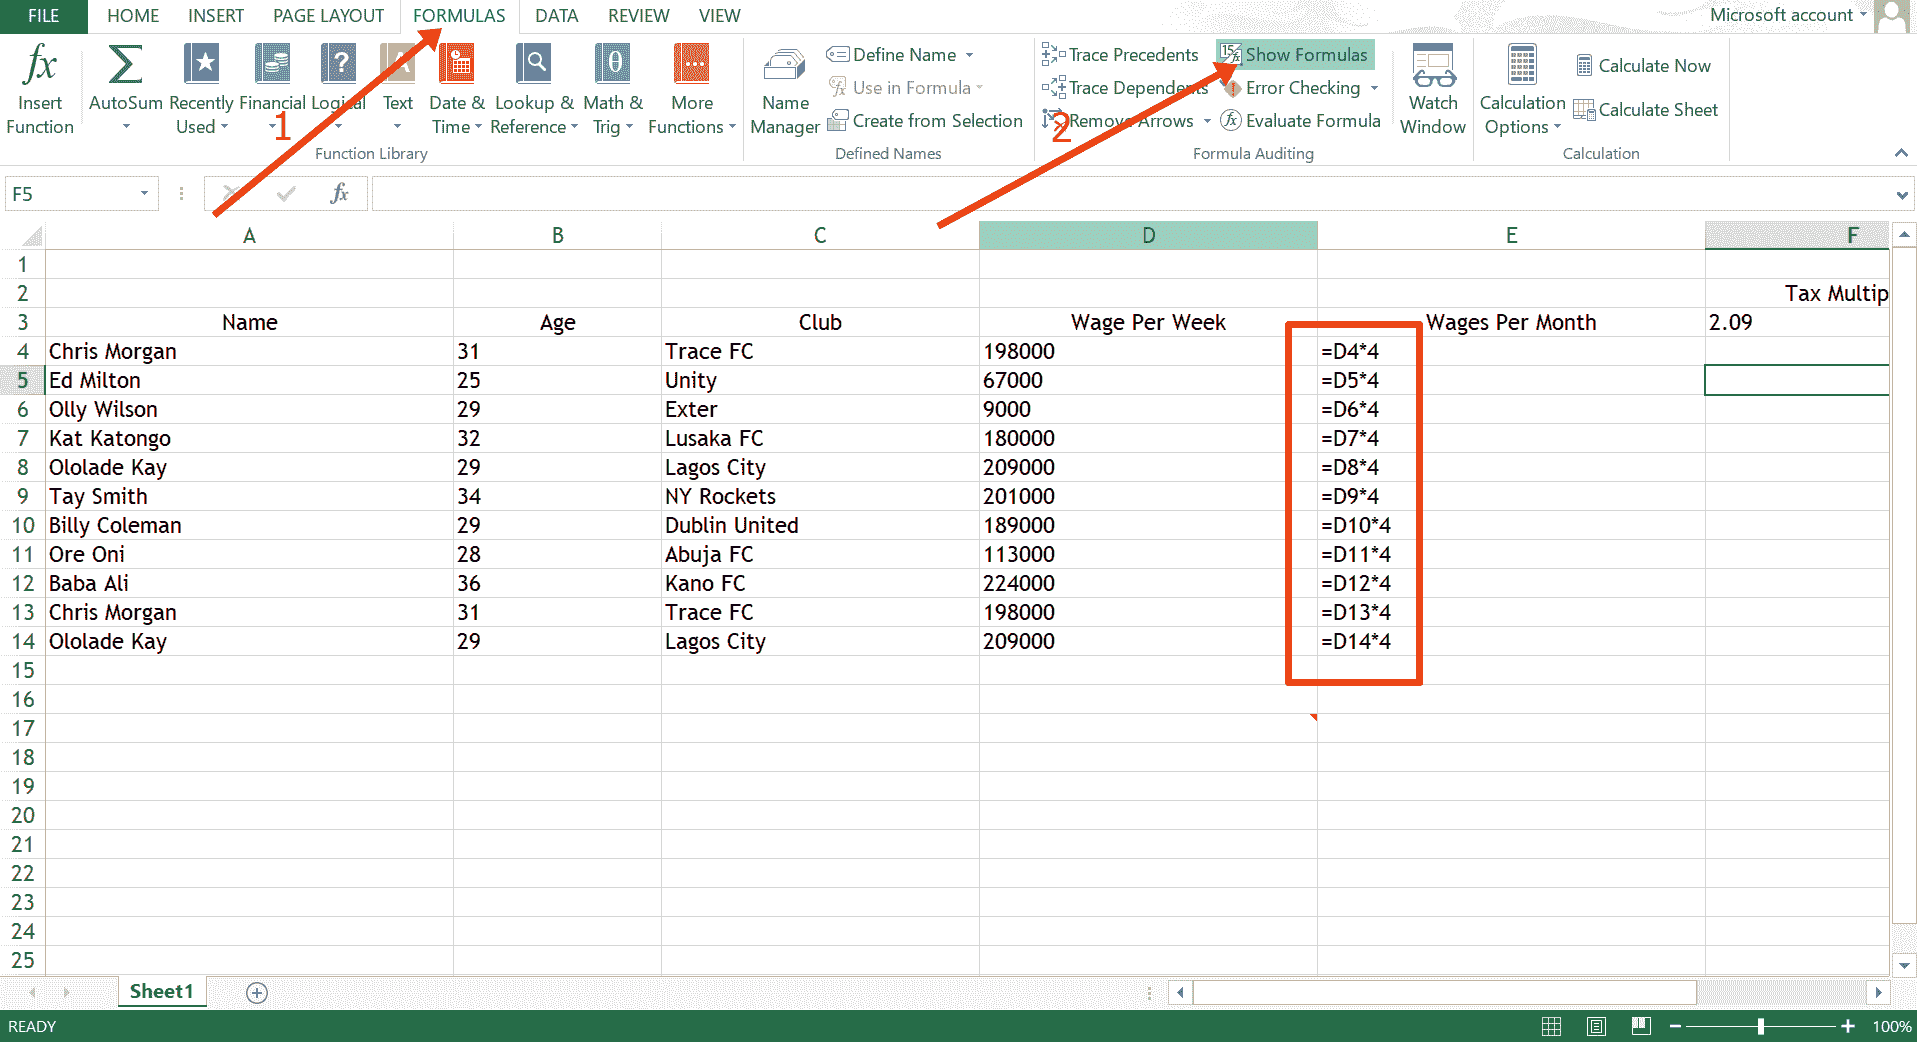 FILE HOME INSERT PAGE LAYOUT FORMULAS DATA REVIEW VIEW Microsoft account
fx Insert Function
AutoSum
Recently Used
Financial
Logical
Text
Date & Time
Lookup & Reference
Math & Trig
More Functions
Function Library
Name Manager
Define Name
Use in Formula
Create from Selection
Defined Names
Trace Precedents
Trace Dependents
Remove Arrows
Show Formulas
Error Checking
Evaluate Formula
Formula Auditing
Watch Window
Calculation Options
Calculate Now
Calculate Sheet
Calculation
1
2
F5 fx
A B C D E F
1
2 Tax Multip
3 Name Age Club Wage Per Week Wages Per Month 2.09
4 Chris Morgan 31 Trace FC 198000 =D4*4
5 Ed Milton 25 Unity 67000 =D5*4
6 Olly Wilson 29 Exter 9000 =D6*4
7 Kat Katongo 32 Lusaka FC 180000 =D7*4
8 Ololade Kay 29 Lagos City 209000 =D8*4
9 Tay Smith 34 NY Rockets 201000 =D9*4
10 Billy Coleman 29 Dublin United 189000 =D10*4
11 Ore Oni 28 Abuja FC 113000 =D11*4
12 Baba Ali 36 Kano FC 224000 =D12*4
13 Chris Morgan 31 Trace FC 198000 =D13*4
14 Ololade Kay 29 Lagos City 209000 =D14*4
15
16
17
18
19
20
21
22
23
24
25
Sheet1
READY 100%